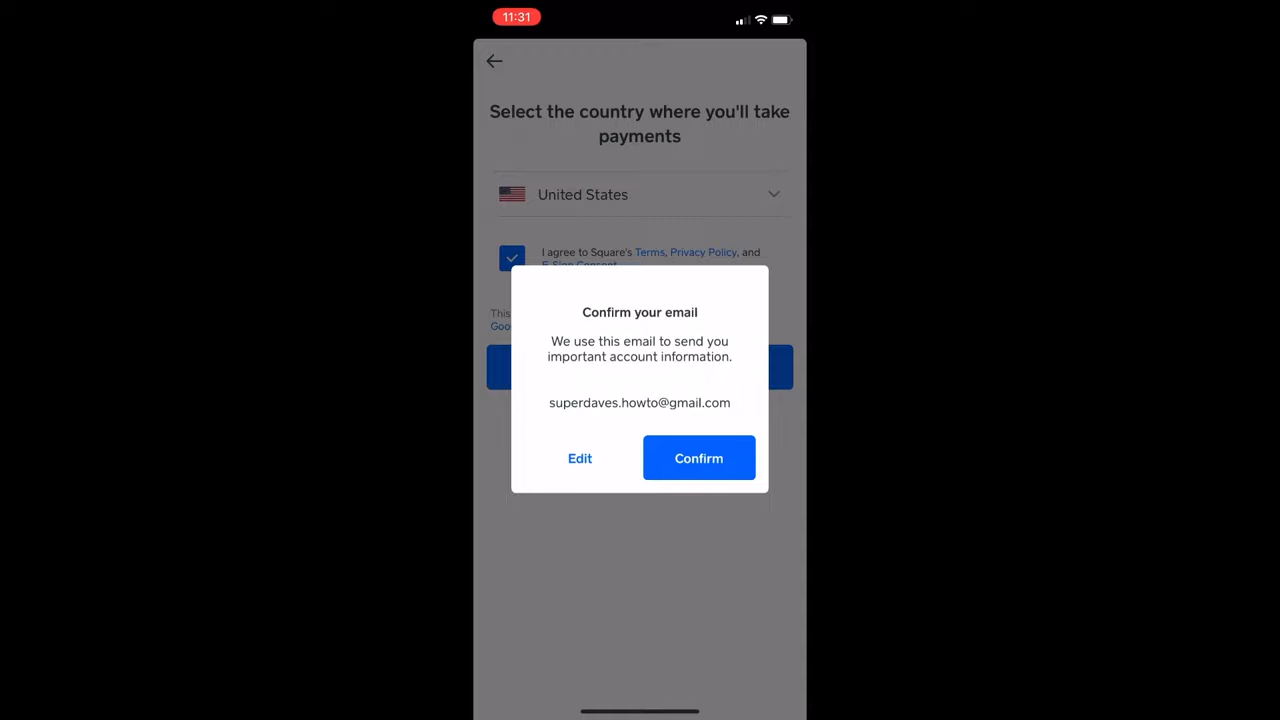 11:31
Select the country where you'll take
payments
United States
I agree to Square's Terms, Privacy Policy, and
E-Sign Consent
This
Goo
Confirm your email
We use this email to send you
important account information.
superdaves.howto@gmail.com
Edit
Confirm